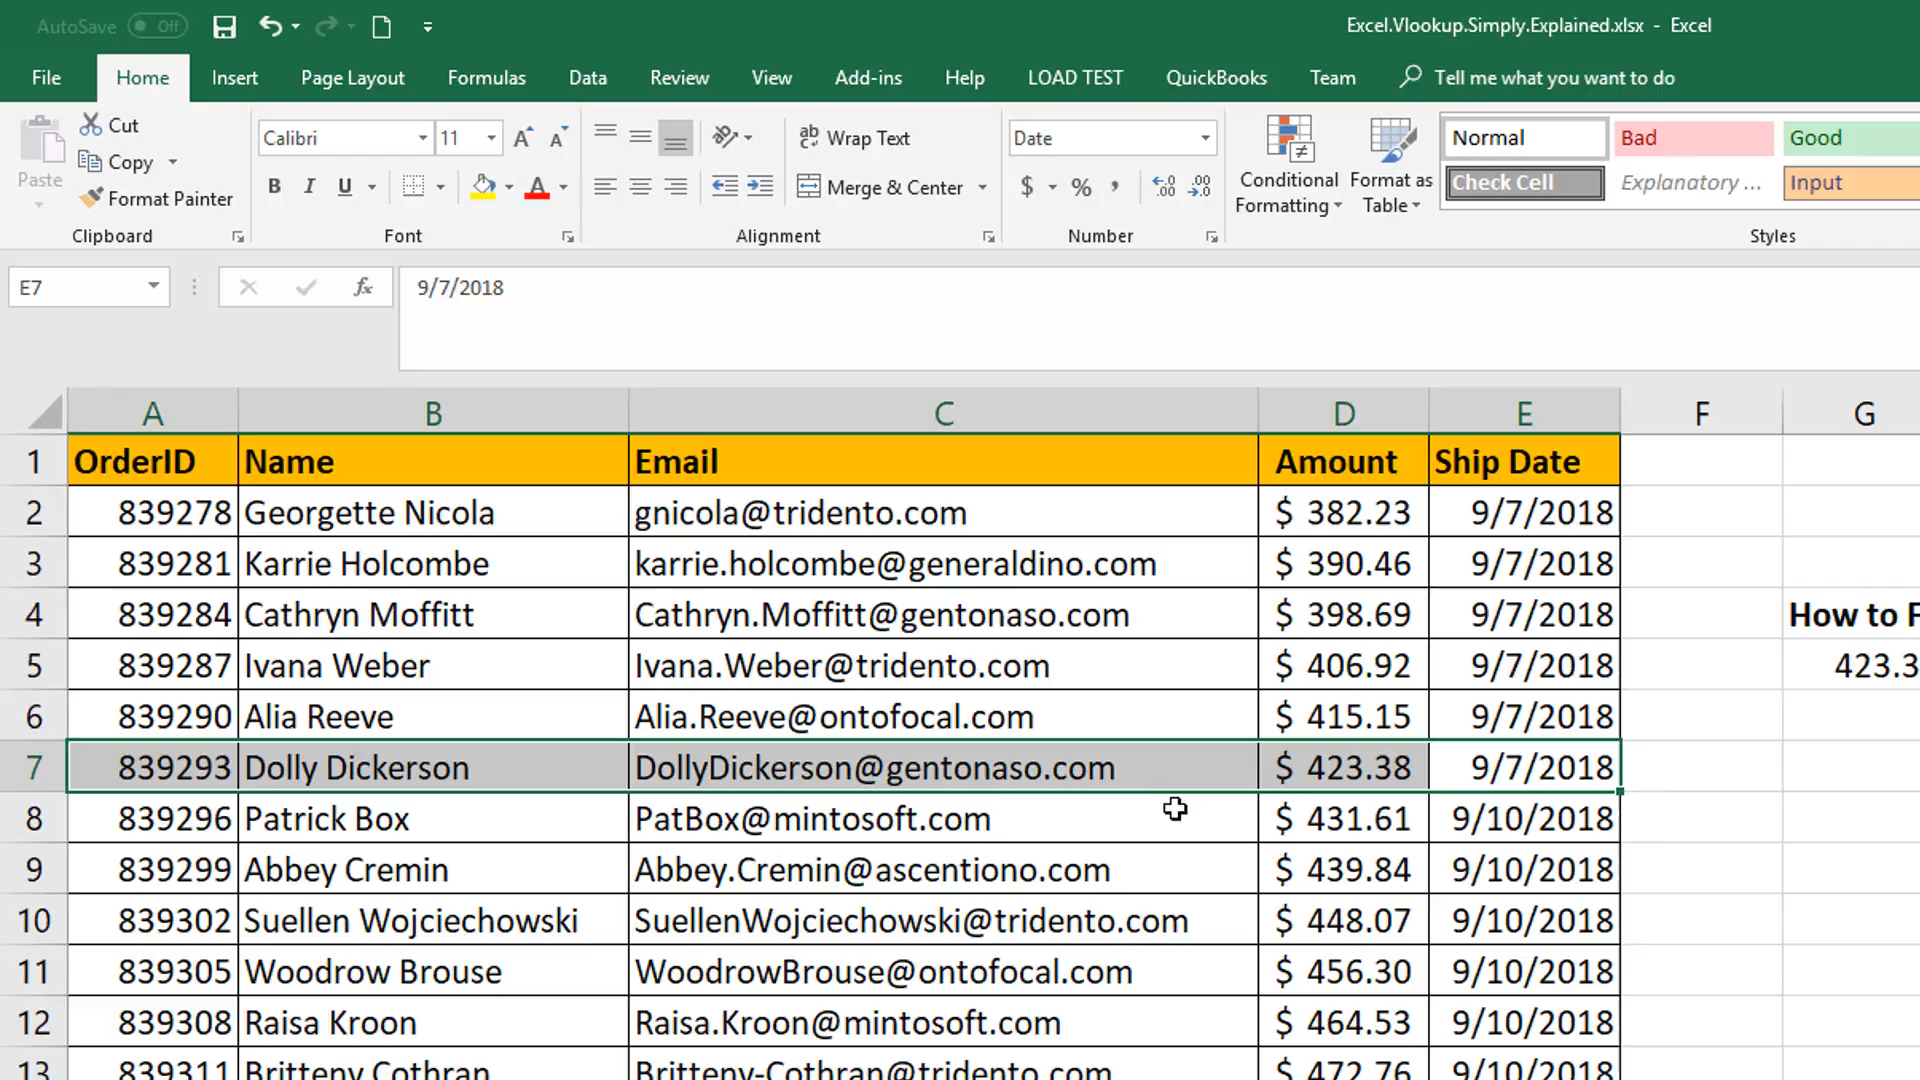 AutoSave Off
Excel.Vlookup.Simply.Explained.xlsx - Excel
File Home Insert Page Layout Formulas Data Review View Add-ins Help LOAD TEST QuickBooks Team Tell me what you want to do
Paste
Cut
Copy
Format Painter
Clipboard
Calibri 11
B I U
Font
Wrap Text
Merge & Center
Alignment
Date
$ % ,
Number
Conditional Formatting
Format as Table
Normal Bad Good
Check Cell Explanatory ... Input
Styles
E7 fx 9/7/2018
A B C D E F G
1 OrderID Name Email Amount Ship Date
2 839278 Georgette Nicola gnicola@tridento.com $ 382.23 9/7/2018
3 839281 Karrie Holcombe karrie.holcombe@generaldino.com $ 390.46 9/7/2018
4 839284 Cathryn Moffitt Cathryn.Moffitt@gentonaso.com $ 398.69 9/7/2018 How to
5 839287 Ivana Weber Ivana.Weber@tridento.com $ 406.92 9/7/2018 423.3
6 839290 Alia Reeve Alia.Reeve@ontofocal.com $ 415.15 9/7/2018
7 839293 Dolly Dickerson DollyDickerson@gentonaso.com $ 423.38 9/7/2018
8 839296 Patrick Box PatBox@mintosoft.com $ 431.61 9/10/2018
9 839299 Abbey Cremin Abbey.Cremin@ascentiono.com $ 439.84 9/10/2018
10 839302 Suellen Wojciechowski SuellenWojciechowski@tridento.com $ 448.07 9/10/2018
11 839305 Woodrow Brouse WoodrowBrouse@ontofocal.com $ 456.30 9/10/2018
12 839308 Raisa Kroon Raisa.Kroon@mintosoft.com $ 464.53 9/10/2018
13 839311 Britteny Cothran Britteny-Cothran@tridento.com $ 472.76 9/10/2018